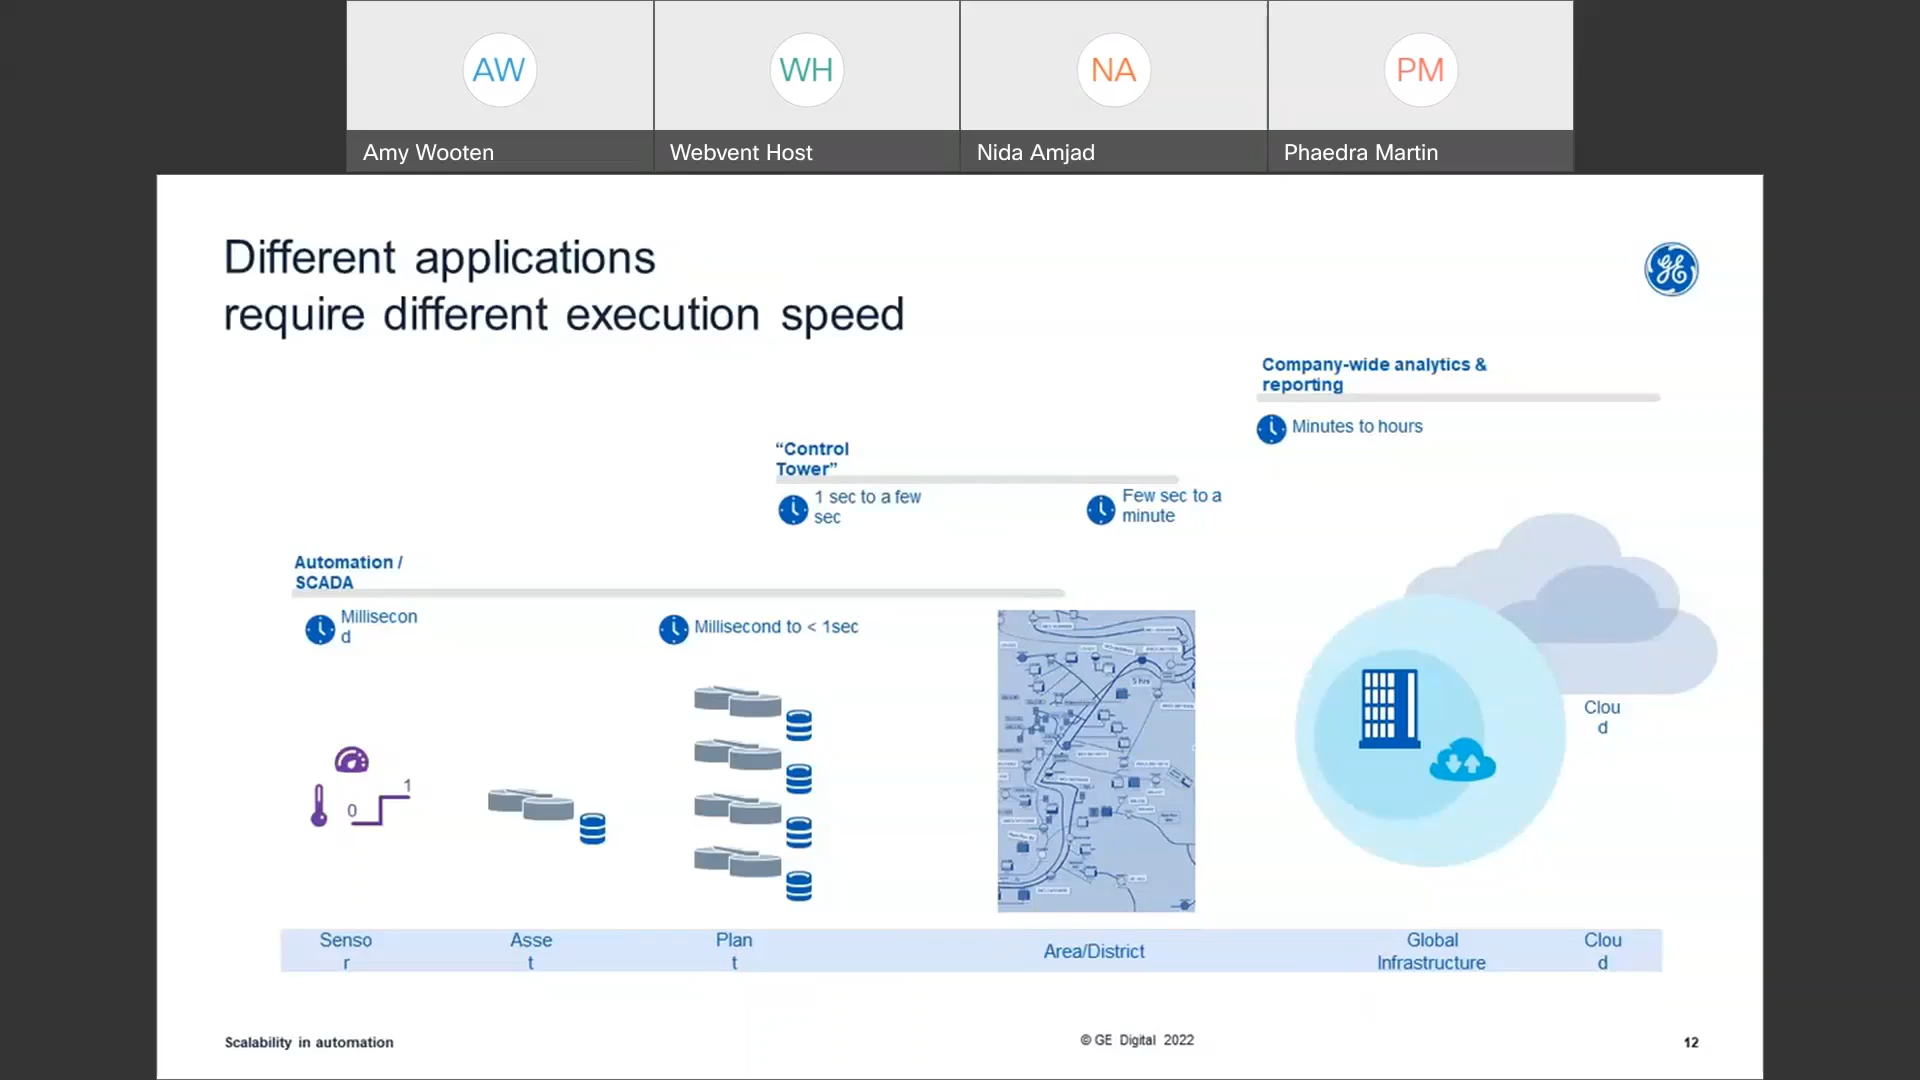 AW
WH
NA
PM
Amy Wooten
Webvent Host
Nida Amjad
Phaedra Martin
Different applications
require different execution speed
GE
Company-wide analytics &
reporting
Minutes to hours
“Control
Tower”
1 sec to a few
sec
Few sec to a
minute
Automation /
SCADA
Millisecon
d
Millisecond to < 1sec
5 hrs
0
1
Clou
d
Senso
r
Asse
t
Plan
t
Area/District
Global
Infrastructure
Clou
d
Scalability in automation
© GE Digital 2022
12